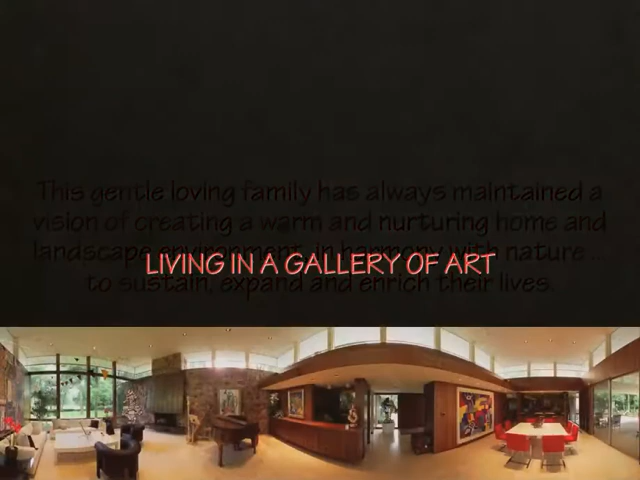 This gentle loving family has always maintained a
vision of creating a warm and nurturing home and
landscape environment, in harmony with nature ...
LIVING IN A GALLERY OF ART
to sustain, expand and enrich their lives.